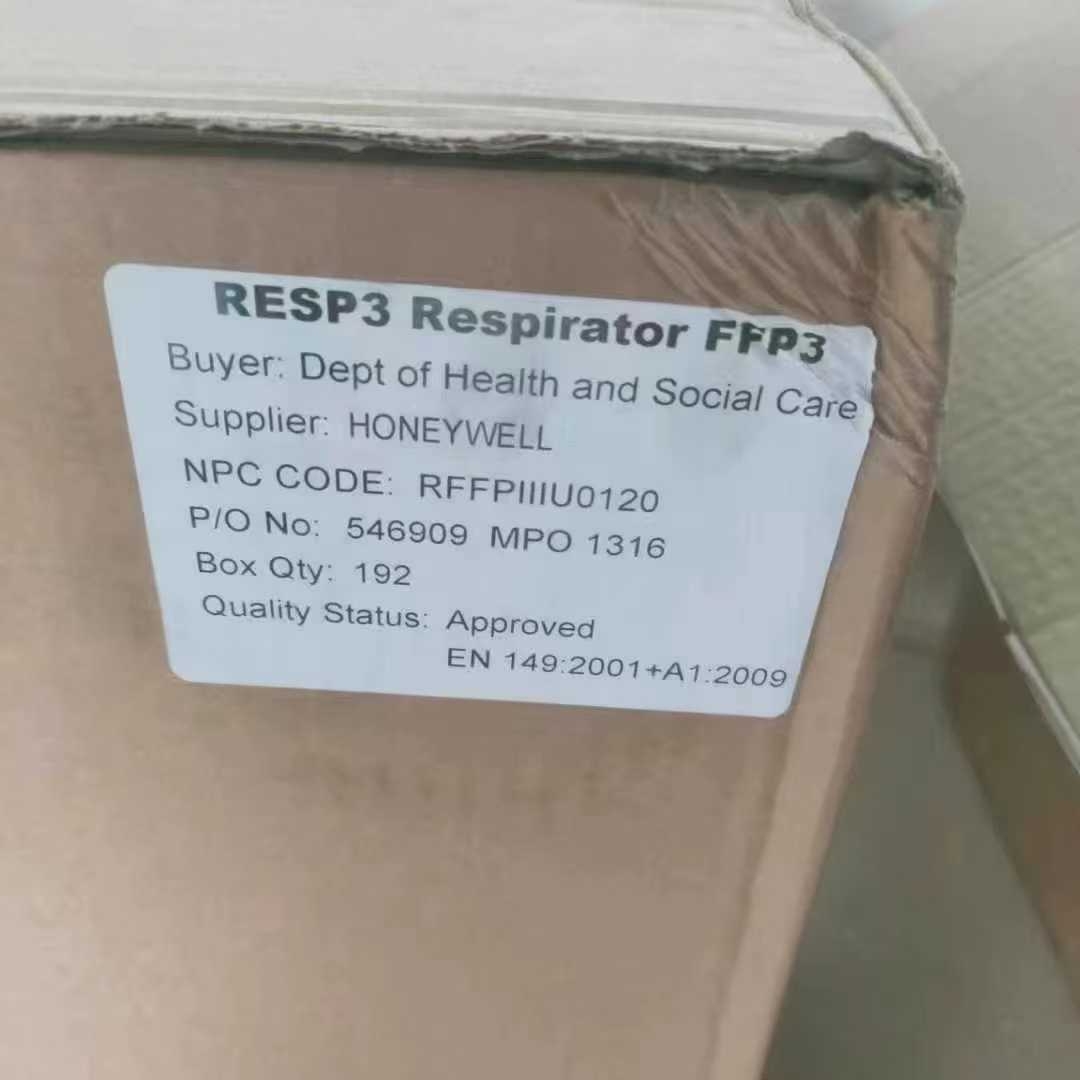 RESP3 Respirator FFP3
Buyer: Dept of Health and Social Care
Supplier: HONEYWELL
NPC CODE: RFFPIIIU0120
P/O No: 546909 MPO 1316
Box Qty: 192
Quality Status: Approved
EN 149:2001+A1:2009